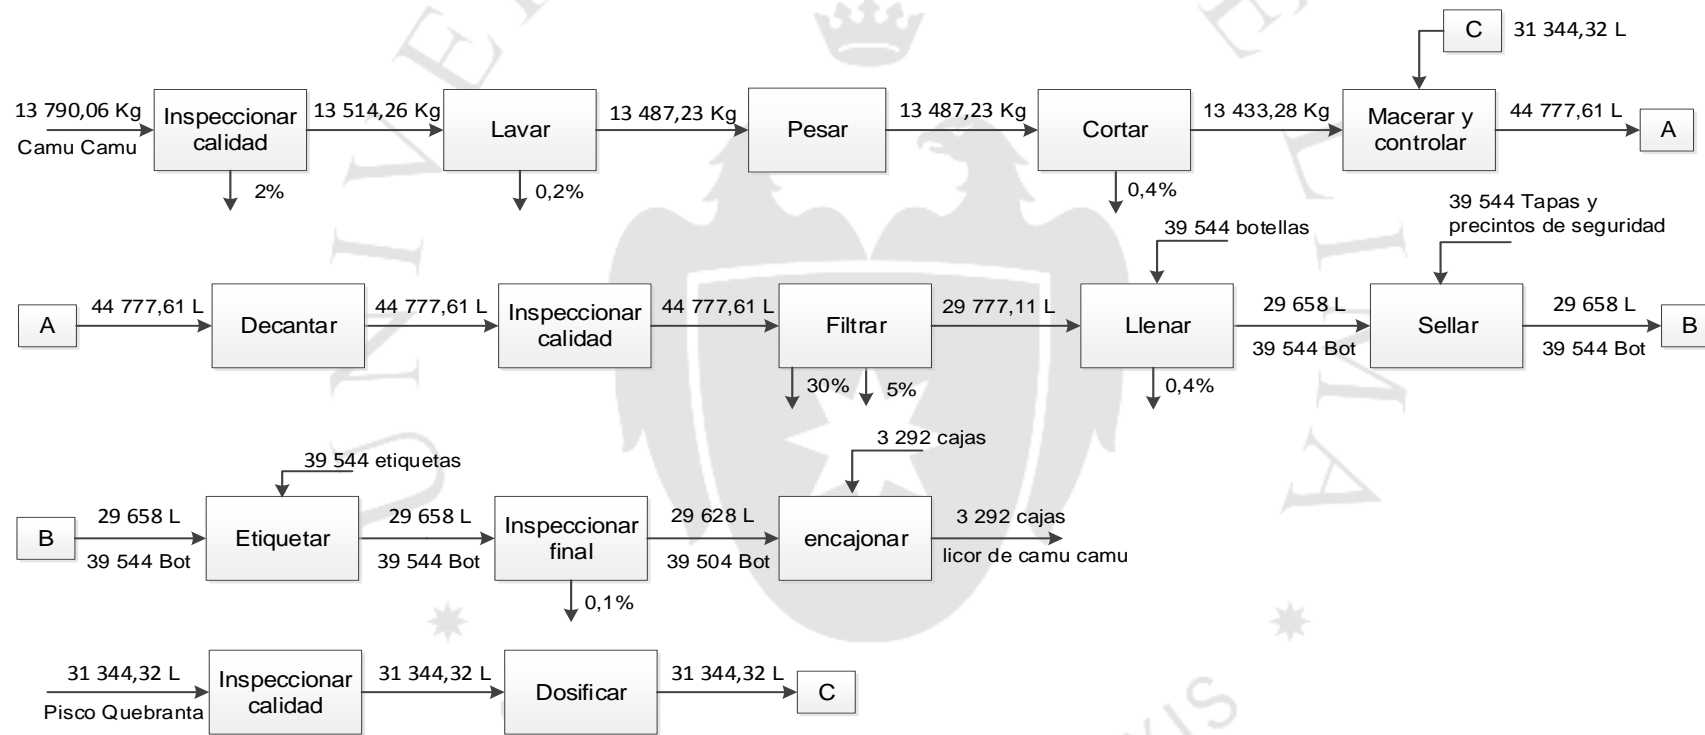 C 31 344,32 L
13 790,06 Kg
Camu Camu
Inspeccionar
calidad
2%
13 514,26 Kg
Lavar
0,2%
13 487,23 Kg
Pesar
13 487,23 Kg
Cortar
0,4%
13 433,28 Kg
Macerar y
controlar
44 777,61 L
A
A
44 777,61 L
Decantar
44 777,61 L
Inspeccionar
calidad
44 777,61 L
Filtrar
30%
5%
29 777,11 L
39 544 botellas
Llenar
0,4%
29 658 L
39 544 Bot
39 544 Tapas y
precintos de seguridad
Sellar
29 658 L
39 544 Bot
B
B
29 658 L
39 544 Bot
39 544 etiquetas
Etiquetar
29 658 L
39 544 Bot
Inspeccionar
final
0,1%
29 628 L
39 504 Bot
3 292 cajas
encajonar
3 292 cajas
licor de camu camu
31 344,32 L
Pisco Quebranta
Inspeccionar
calidad
31 344,32 L
Dosificar
31 344,32 L
C